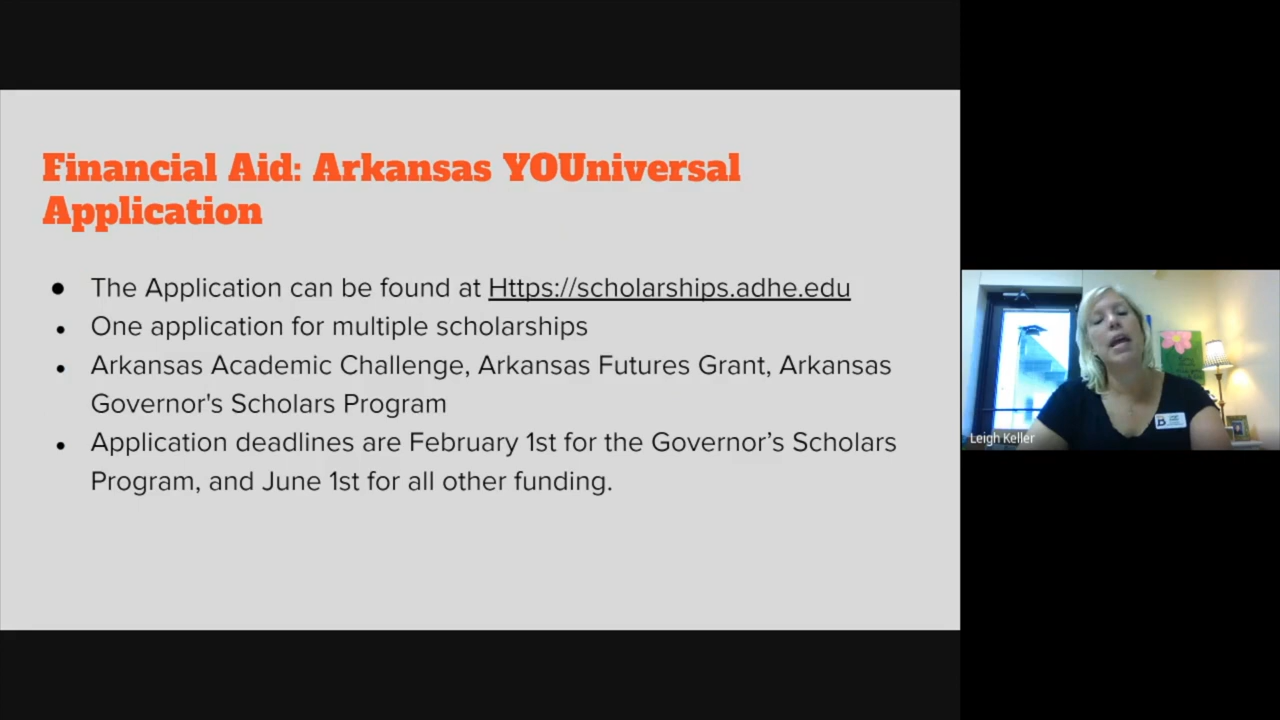 Financial Aid: Arkansas YOUniversal
Application
● The Application can be found at Https://scholarships.adhe.edu
● One application for multiple scholarships
● Arkansas Academic Challenge, Arkansas Futures Grant, Arkansas
Governor's Scholars Program
● Application deadlines are February 1st for the Governor’s Scholars
Program, and June 1st for all other funding.
Leigh Keller